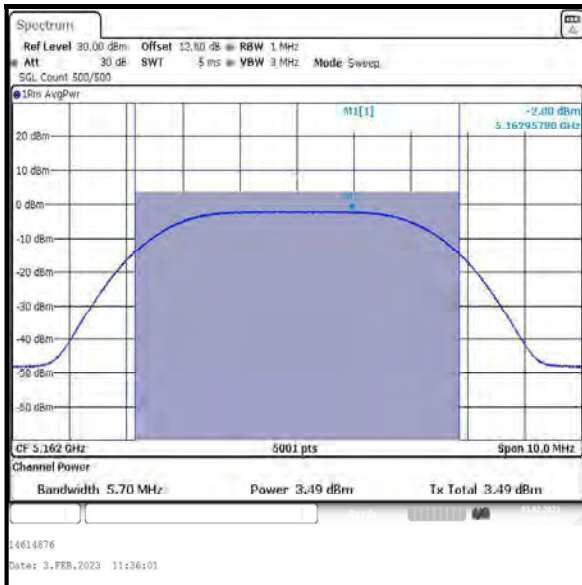 Spectrum
Ref Level 30.00 dBm Offset 13.60 dB RBW 1 MHz
Att 30 dB SWT 5 ms VBW 3 MHz Mode Sweep
SGL Count 500/500
1Rm AvgPwr
M1[1] -2.00 dBm
5.16295780 GHz
20 dBm
10 dBm
0 dBm
-10 dBm
-20 dBm
-30 dBm
-40 dBm
-50 dBm
-60 dBm
CF 5.162 GHz 5001 pts Span 10.0 MHz
Channel Power
Bandwidth 5.70 MHz Power 3.49 dBm Tx Total 3.49 dBm
14614876
Date: 3.FEB.2023 11:36:01